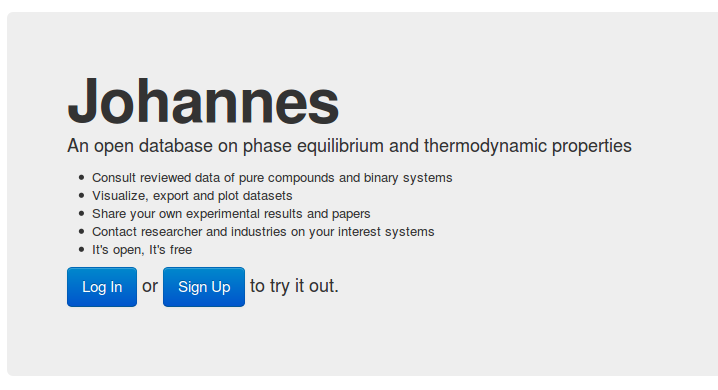 Johannes
An open database on phase equilibrium and thermodynamic properties
Consult reviewed data of pure compounds and binary systems
Visualize, export and plot datasets
Share your own experimental results and papers
Contact researcher and industries on your interest systems
It's open, It's free
Log In or Sign Up to try it out.